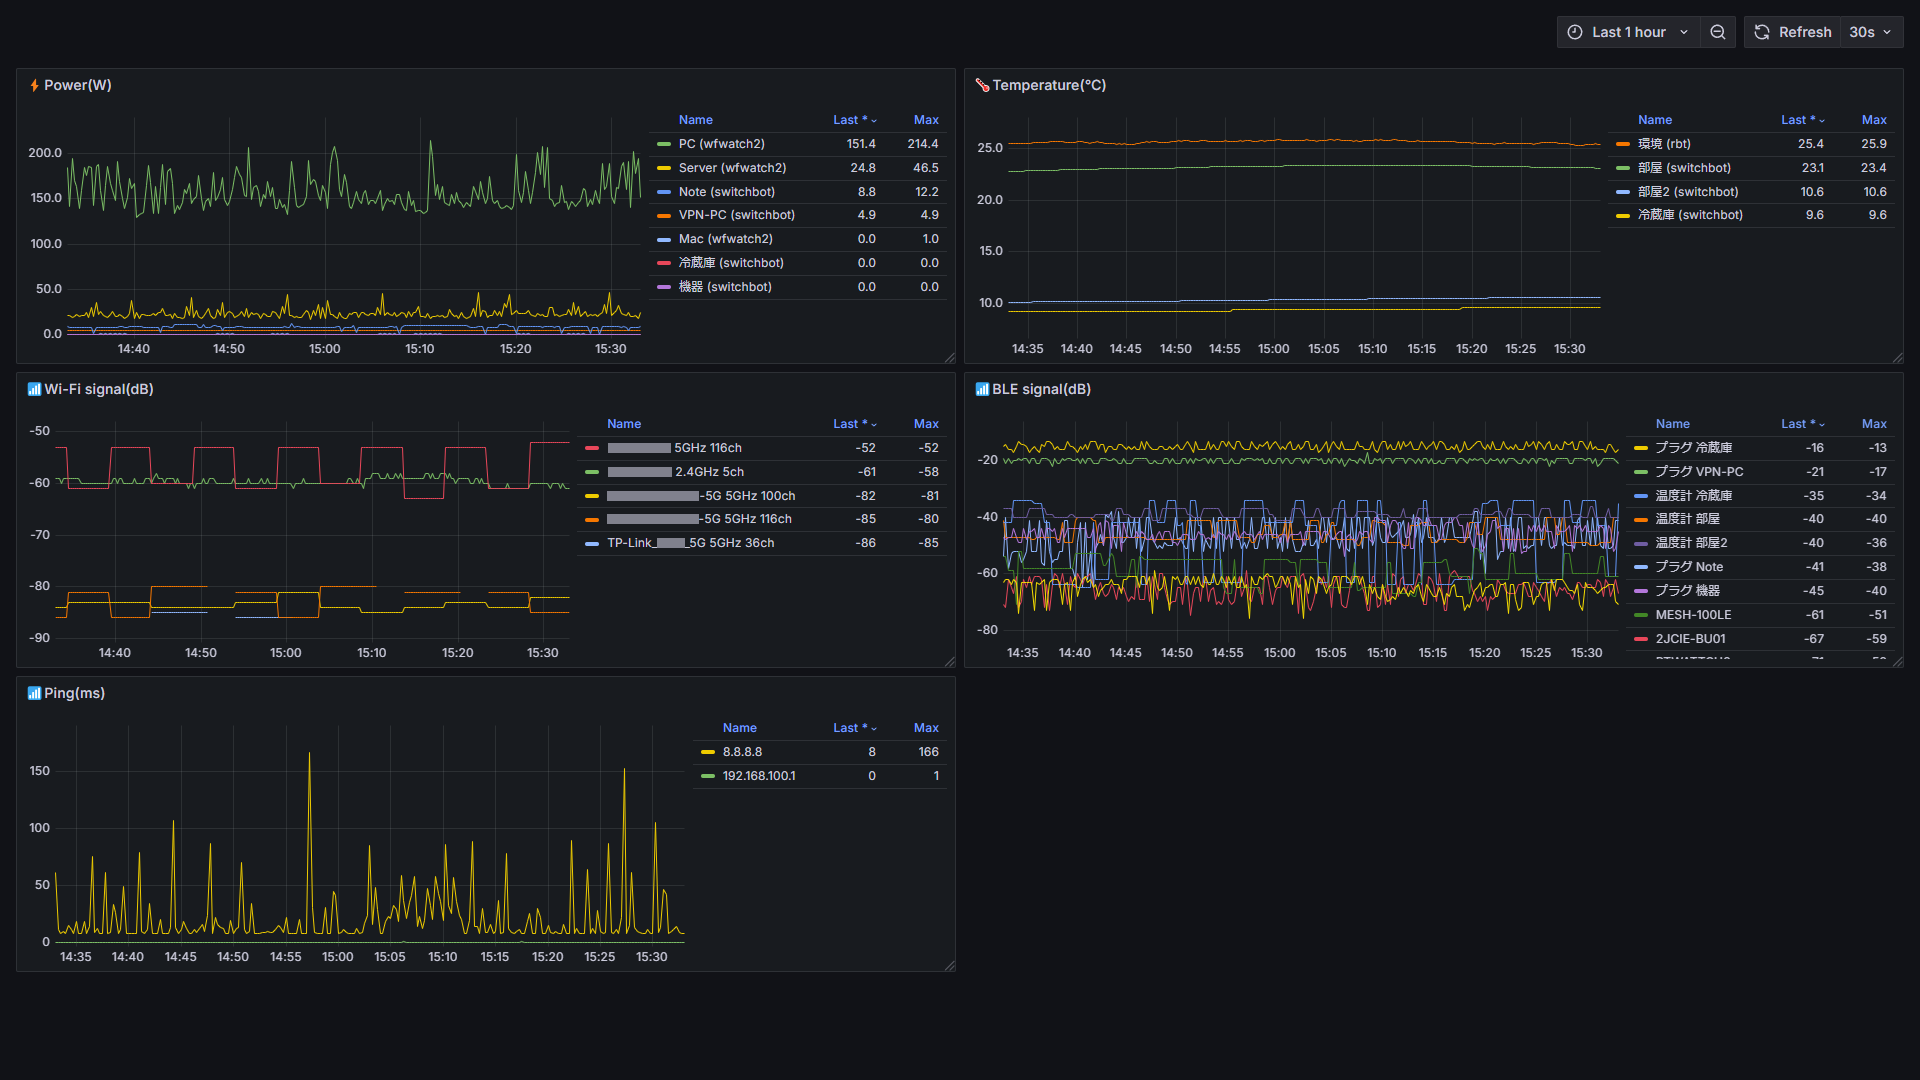 Last 1 hour
Refresh
30s
Power(W)
200.0
150.0
100.0
50.0
0.0
14:40 14:50 15:00 15:10 15:20 15:30
Name Last * Max
PC (wfwatch2) 151.4 214.4
Server (wfwatch2) 24.8 46.5
Note (switchbot) 8.8 12.2
VPN-PC (switchbot) 4.9 4.9
Mac (wfwatch2) 0.0 1.0
冷蔵庫 (switchbot) 0.0 0.0
機器 (switchbot) 0.0 0.0
Temperature(℃)
25.0
20.0
15.0
10.0
14:35 14:40 14:45 14:50 14:55 15:00 15:05 15:10 15:15 15:20 15:25 15:30
Name Last * Max
環境 (rbt) 25.4 25.9
部屋 (switchbot) 23.1 23.4
部屋2 (switchbot) 10.6 10.6
冷蔵庫 (switchbot) 9.6 9.6
Wi-Fi signal(dB)
-50
-60
-70
-80
-90
14:40 14:50 15:00 15:10 15:20 15:30
Name Last * Max
5GHz 116ch -52 -52
2.4GHz 5ch -61 -58
-5G 5GHz 100ch -82 -81
-5G 5GHz 116ch -85 -80
TP-Link_ _5G 5GHz 36ch -86 -85
BLE signal(dB)
-20
-40
-60
-80
14:35 14:40 14:45 14:50 14:55 15:00 15:05 15:10 15:15 15:20 15:25 15:30
Name Last * Max
プラグ 冷蔵庫 -16 -13
プラグ VPN-PC -21 -17
温度計 冷蔵庫 -35 -34
温度計 部屋 -40 -40
温度計 部屋2 -40 -36
プラグ Note -41 -38
プラグ 機器 -45 -40
MESH-100LE -61 -51
2JCIE-BU01 -67 -59
Ping(ms)
150
100
50
0
14:35 14:40 14:45 14:50 14:55 15:00 15:05 15:10 15:15 15:20 15:25 15:30
Name Last * Max
8.8.8.8 8 166
192.168.100.1 0 1